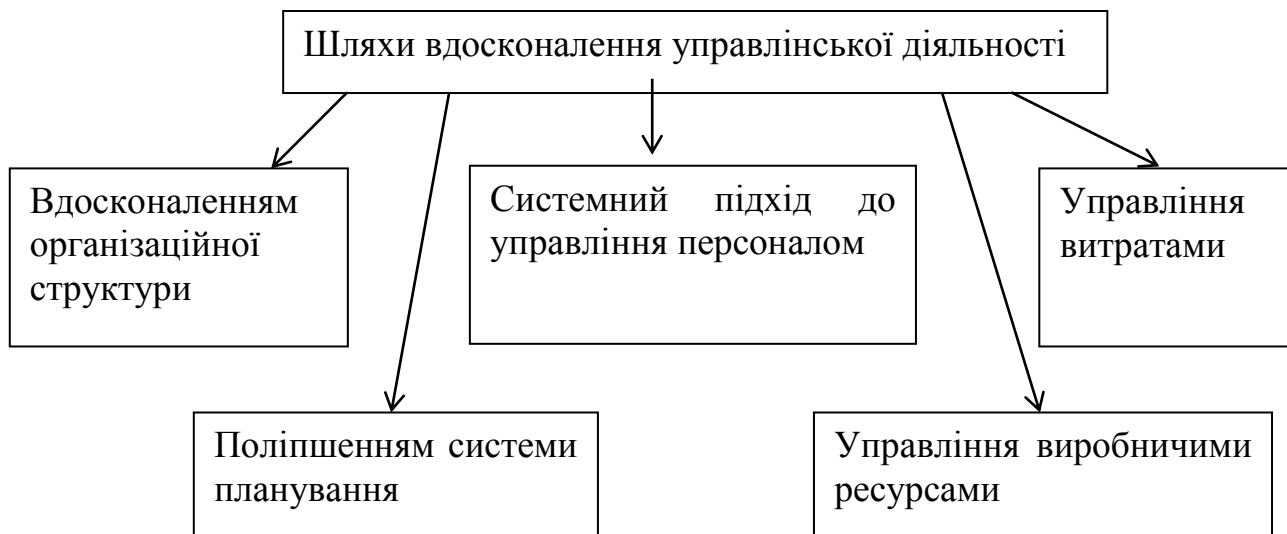 Шляхи вдосконалення управлінської діяльності
Вдосконаленням
організаційної
структури
Системний підхід до
управління персоналом
Управління
витратами
Поліпшенням системи
планування
Управління виробничими
ресурсами